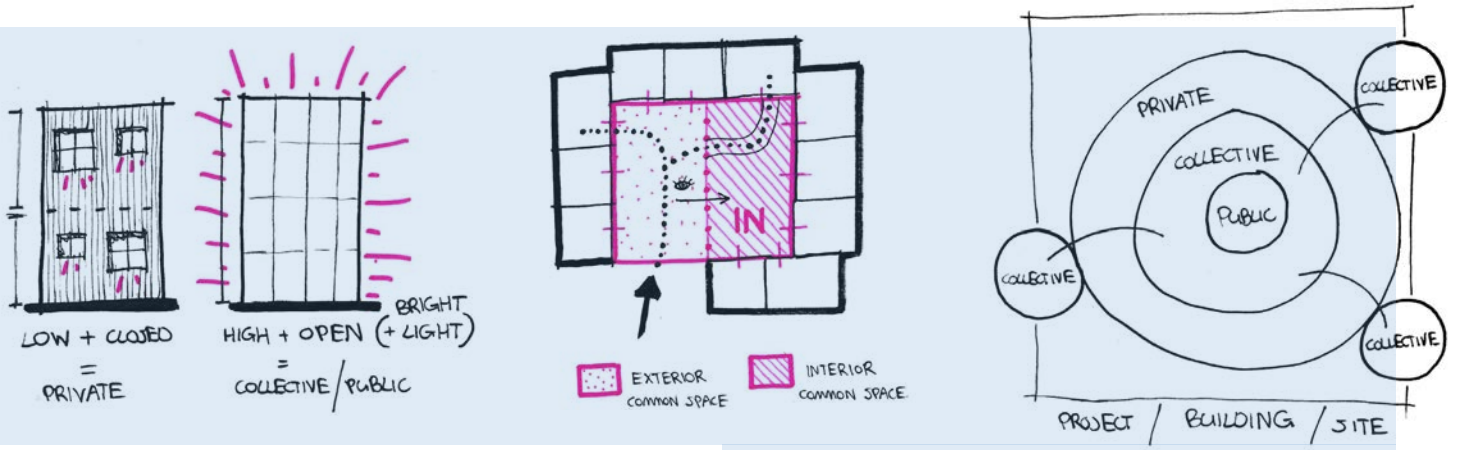 LOW + CLOSED
=
PRIVATE
HIGH + OPEN (BRIGHT
+ LIGHT)
=
COLLECTIVE/PUBLIC
IN
EXTERIOR
COMMON SPACE
INTERIOR
COMMON SPACE
PRIVATE
COLLECTIVE
PUBLIC
COLLECTIVE
COLLECTIVE
COLLECTIVE
PROJECT / BUILDING / SITE